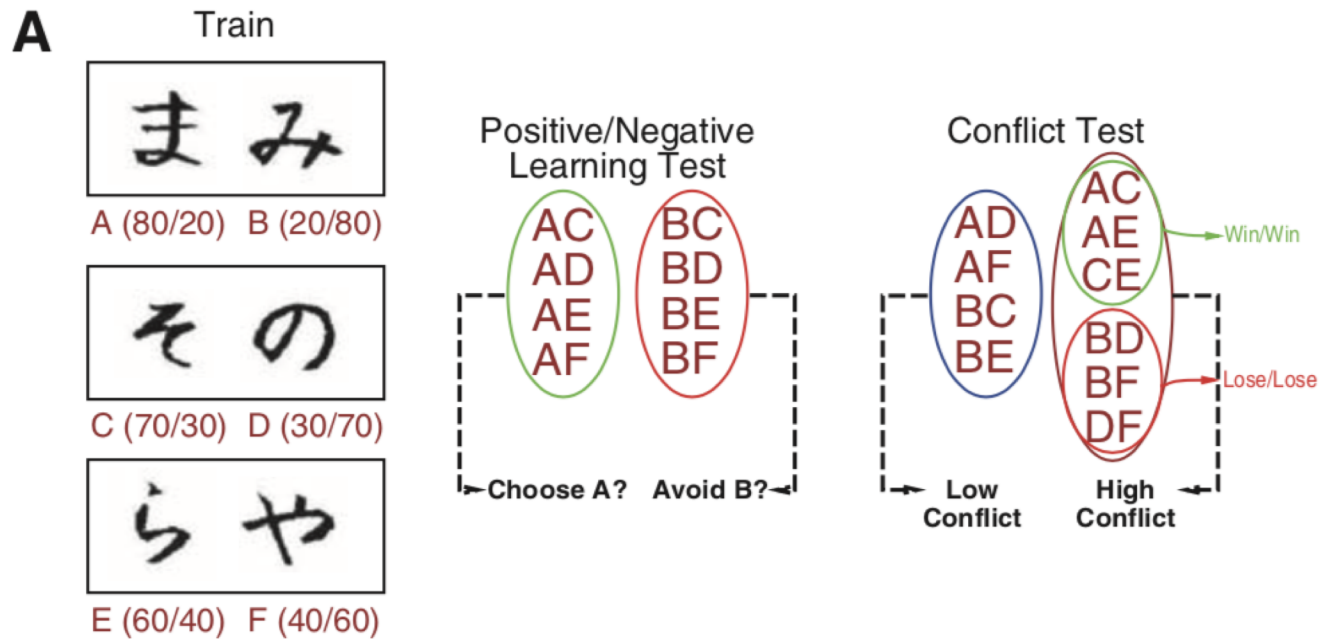 A
Train
まみ
A (80/20) B (20/80)
その
C (70/30) D (30/70)
らや
E (60/40) F (40/60)
Positive/Negative
Learning Test
AC
AD
AE
AF
BC
BD
BE
BF
Choose A?
Avoid B?
Conflict Test
AD
AF
BC
BE
AC
AE
CE
Win/Win
BD
BF
DF
Lose/Lose
Low
Conflict
High
Conflict